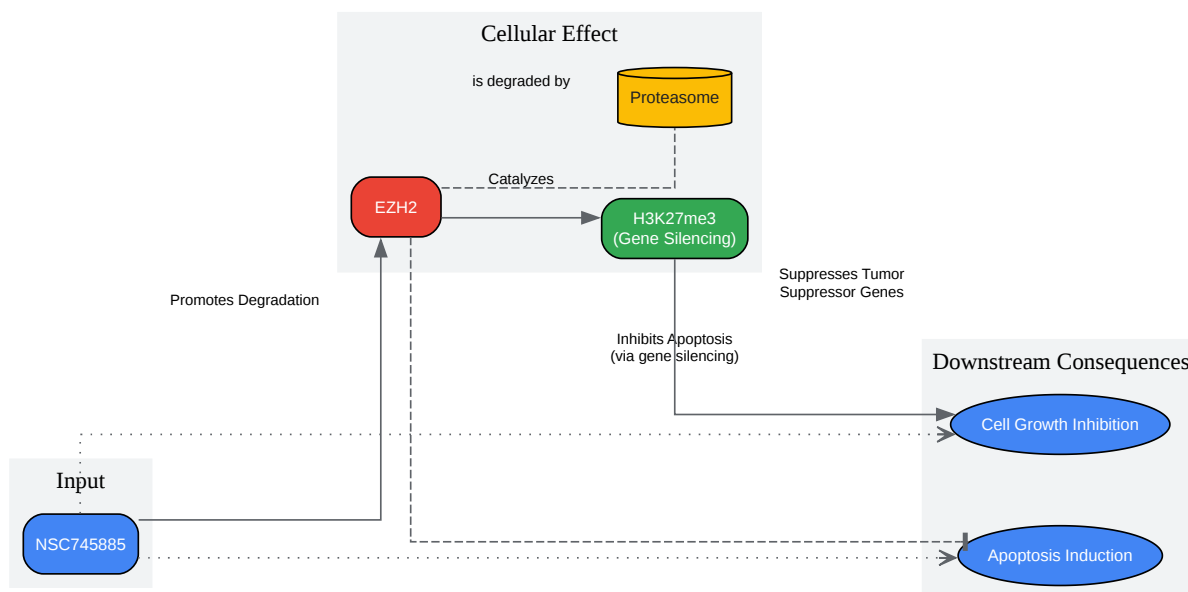 Cellular Effect
is degraded by
Proteasome
Catalyzes
EZH2
H3K27me3
(Gene Silencing)
Promotes Degradation
Suppresses Tumor
Suppressor Genes
Inhibits Apoptosis
(via gene silencing)
Downstream Consequences
Cell Growth Inhibition
Input
NSC745885
Apoptosis Induction